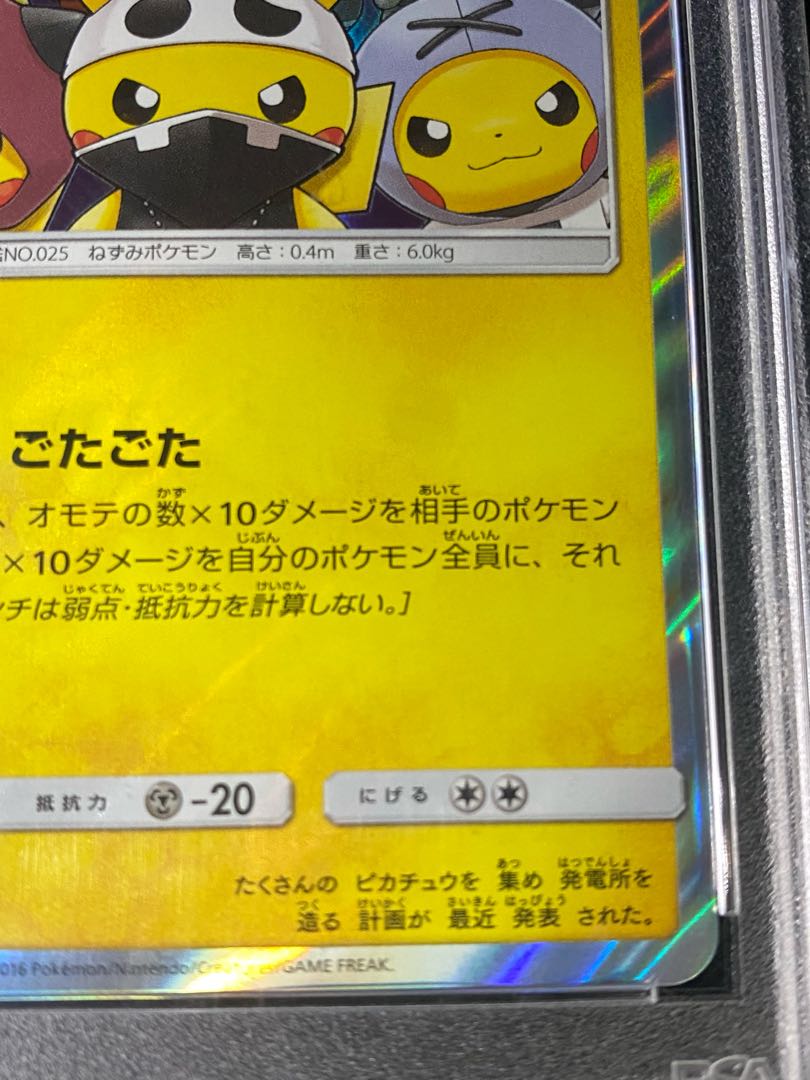 NO.025 ねずみポケモン 高さ:0.4m 重さ:6.0kg
ごたごた
、オモテの数×10ダメージを相手のポケモン
×10ダメージを自分のポケモン全員に、それ
ンチは弱点・抵抗力を計算しない。]
抵抗力 -20 にげる
たくさんの ピカチュウを 集め 発電所を
造る 計画が 最近 発表 された。
016 Pokémon/Nintendo/Creatures/GAME FREAK.